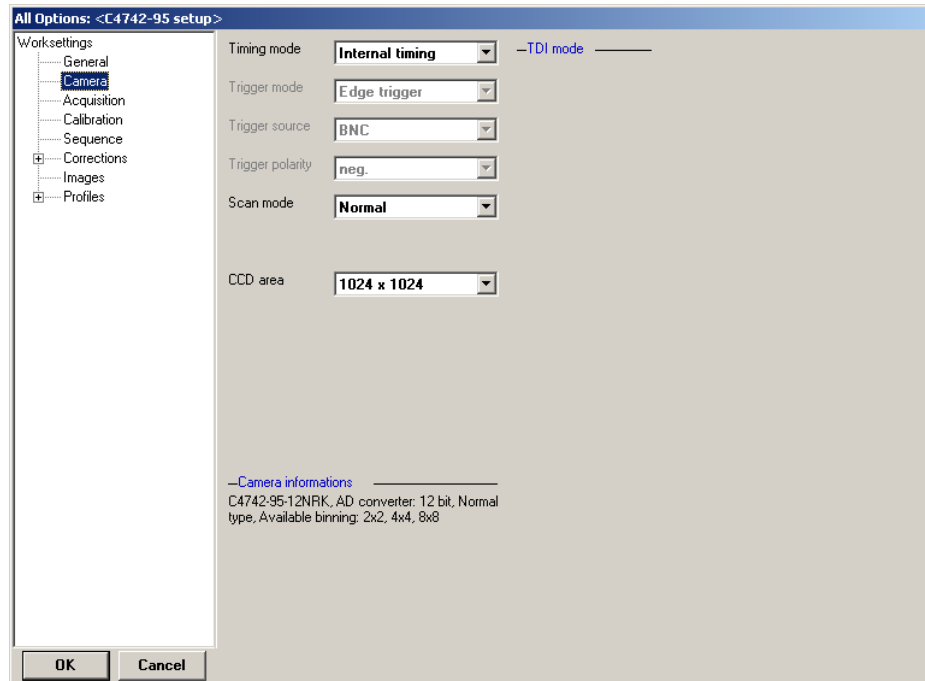 All Options: <C4742-95 setup>
Worksettings
General
Camera
Acquisition
Calibration
Sequence
Corrections
Images
Profiles
Timing mode
Internal timing
TDI mode
Trigger mode
Edge trigger
Trigger source
BNC
Trigger polarity
neg.
Scan mode
Normal
CCD area
1024 x 1024
Camera informations
C4742-95-12NRK, AD converter: 12 bit, Normal
type, Available binning: 2x2, 4x4, 8x8
OK
Cancel